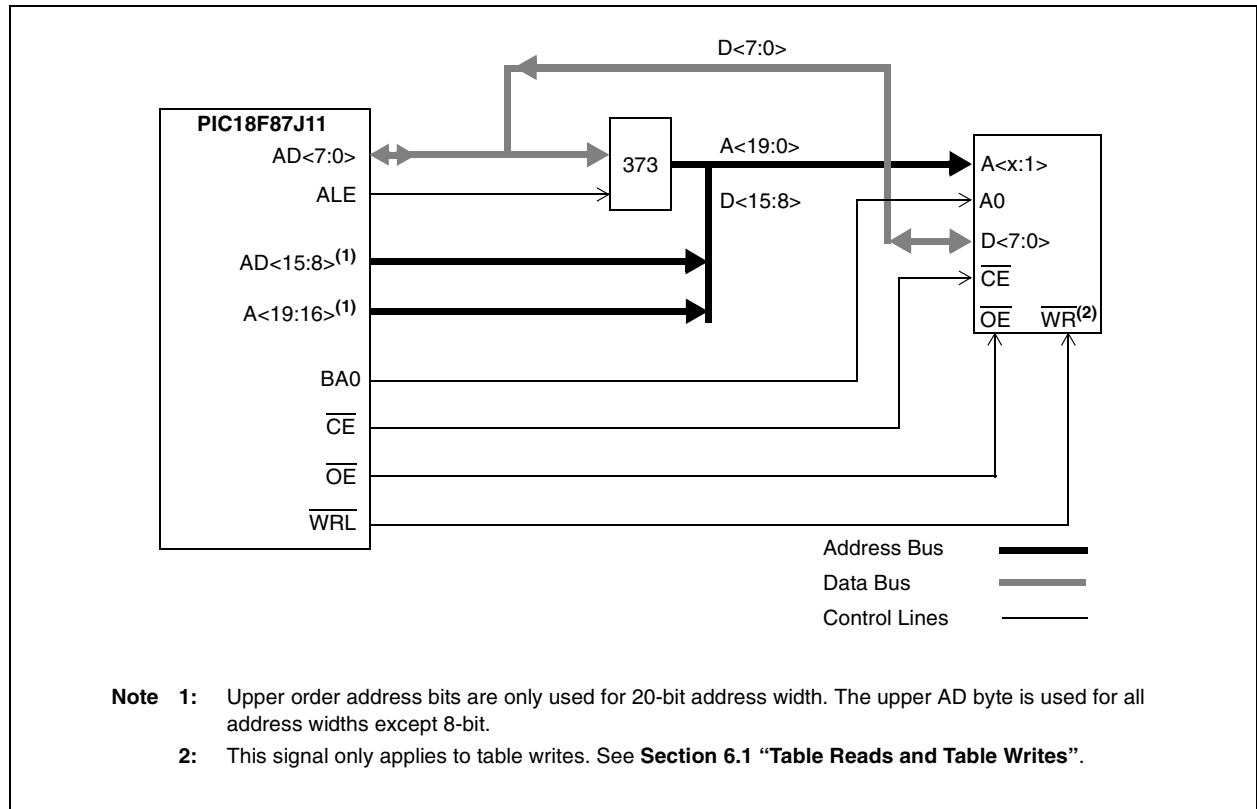 D<7:0>
PIC18F87J11
AD<7:0>
373
A<19:0>
A<x:1>
ALE
D<15:8>
A0
AD<15:8>(1)
D<7:0>
CE
A<19:16>(1)
OE WR(2)
BA0
CE
OE
WRL
Address Bus
Data Bus
Control Lines
Note 1: Upper order address bits are only used for 20-bit address width. The upper AD byte is used for all
address widths except 8-bit.
2: This signal only applies to table writes. See Section 6.1 “Table Reads and Table Writes”.